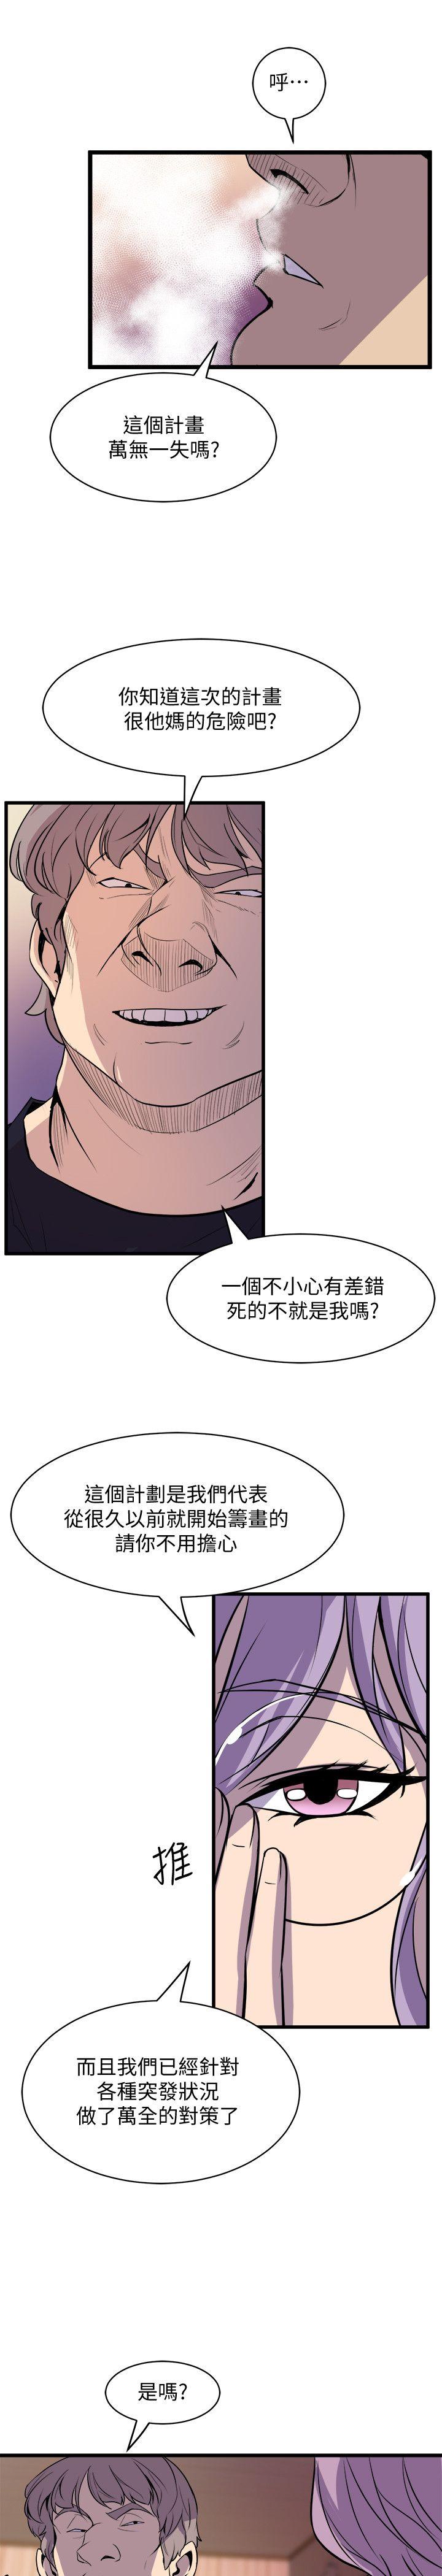 呼…
這個計畫
萬無一失嗎?
你知道這次的計畫
很他媽的危險吧?
一個不小心有差錯
死的不就是我嗎?
這個計劃是我們代表
從很久以前就開始籌畫的
請你不用擔心
推
而且我們已經針對
各種突發狀況
做了萬全的對策了
是嗎?